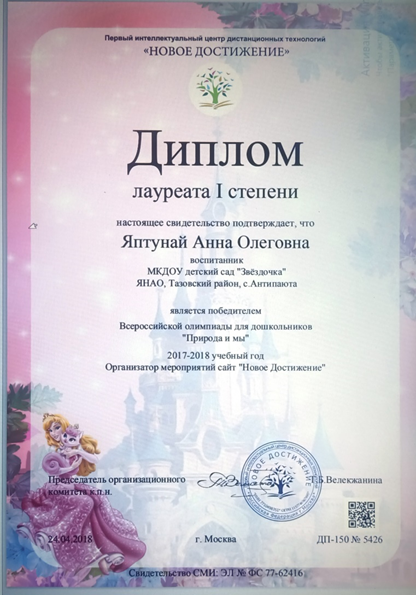 Первый интеллектуальный центр дистанционных технологий
«НОВОЕ ДОСТИЖЕНИЕ»
Диплом
лауреата I степени
настоящее свидетельство подтверждает, что
Яптунай Анна Олеговна
воспитанник
МКДОУ детский сад "Звёздочка"
ЯНАО, Тазовский район, с.Антипаюта
является победителем
Всероссийской олимпиады для дошкольников
"Природа и мы"
2017-2018 учебный год
Организатор мероприятий сайт "Новое Достижение"
Председатель организационного
комитета к.п.н.
Г.Б.Велекжанина
НОВОЕ ДОСТИЖЕНИЕ
24.04.2018
г. Москва
ДП-150 № 5426
Свидетельство СМИ. ЭЛ № ФС 77-62416